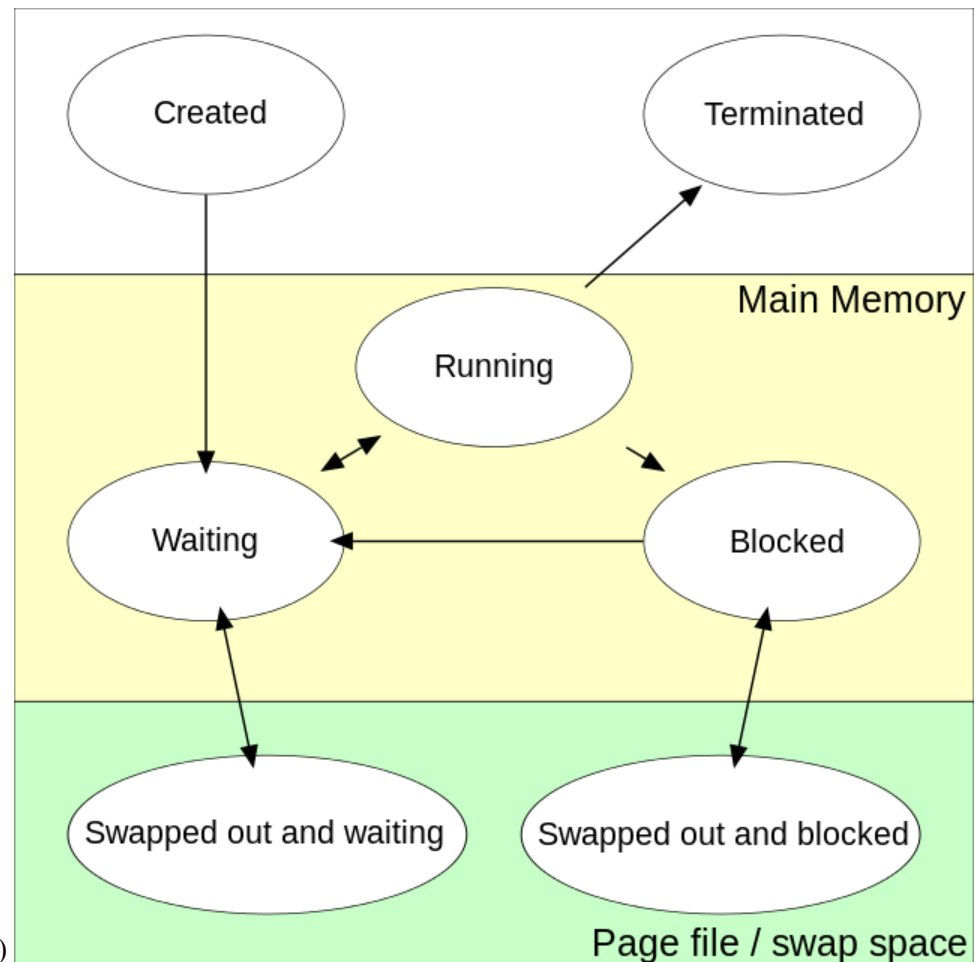 Created
Terminated
Main Memory
Running
Waiting
Blocked
Swapped out and waiting
Swapped out and blocked
)
Page file / swap space